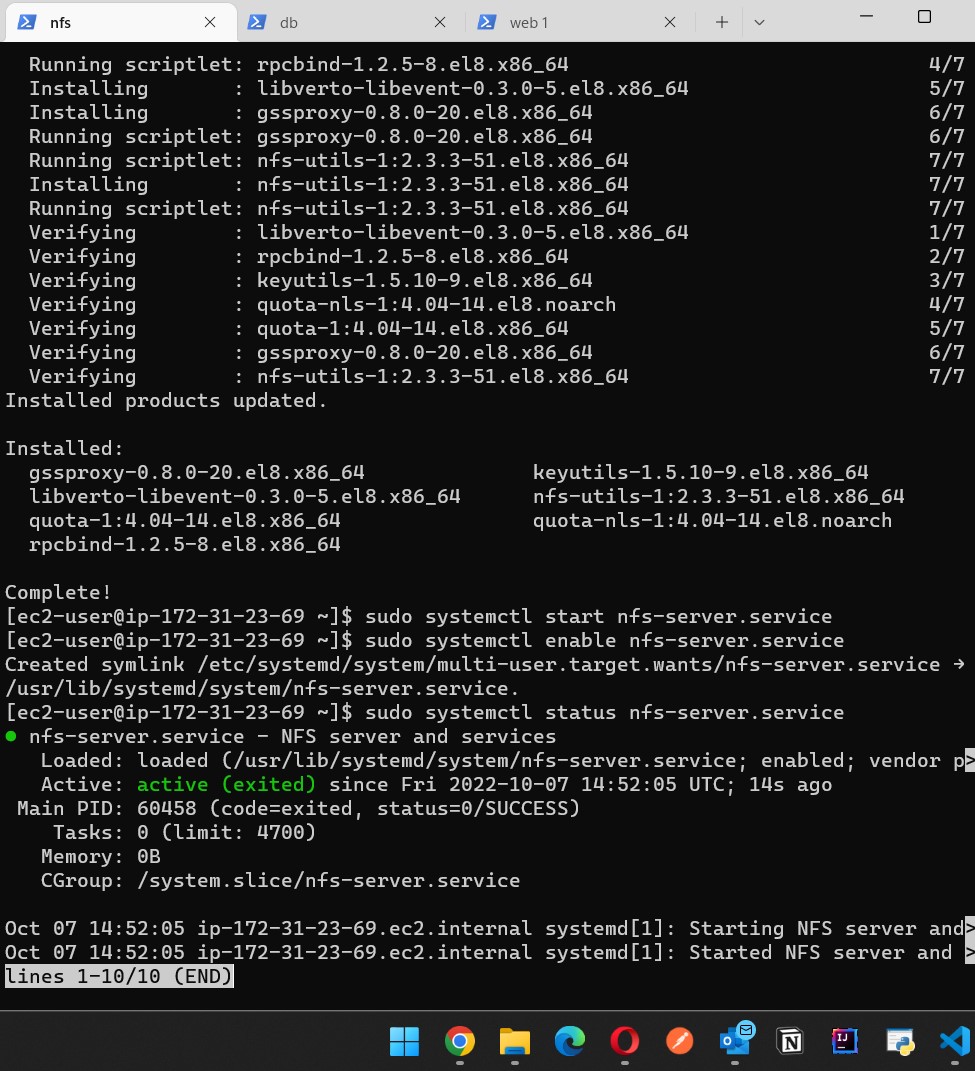 nfs
db
web 1
Running scriptlet: rpcbind-1.2.5-8.el8.x86_64 4/7
Installing : libverto-libevent-0.3.0-5.el8.x86_64 5/7
Installing : gssproxy-0.8.0-20.el8.x86_64 6/7
Running scriptlet: gssproxy-0.8.0-20.el8.x86_64 6/7
Running scriptlet: nfs-utils-1:2.3.3-51.el8.x86_64 7/7
Installing : nfs-utils-1:2.3.3-51.el8.x86_64 7/7
Running scriptlet: nfs-utils-1:2.3.3-51.el8.x86_64 7/7
Verifying : libverto-libevent-0.3.0-5.el8.x86_64 1/7
Verifying : rpcbind-1.2.5-8.el8.x86_64 2/7
Verifying : keyutils-1.5.10-9.el8.x86_64 3/7
Verifying : quota-nls-1:4.04-14.el8.noarch 4/7
Verifying : quota-1:4.04-14.el8.x86_64 5/7
Verifying : gssproxy-0.8.0-20.el8.x86_64 6/7
Verifying : nfs-utils-1:2.3.3-51.el8.x86_64 7/7
Installed products updated.
Installed:
gssproxy-0.8.0-20.el8.x86_64 keyutils-1.5.10-9.el8.x86_64
libverto-libevent-0.3.0-5.el8.x86_64 nfs-utils-1:2.3.3-51.el8.x86_64
quota-1:4.04-14.el8.x86_64 quota-nls-1:4.04-14.el8.noarch
rpcbind-1.2.5-8.el8.x86_64
Complete!
[ec2-user@ip-172-31-23-69 ~]$ sudo systemctl start nfs-server.service
[ec2-user@ip-172-31-23-69 ~]$ sudo systemctl enable nfs-server.service
Created symlink /etc/systemd/system/multi-user.target.wants/nfs-server.service →
/usr/lib/systemd/system/nfs-server.service.
[ec2-user@ip-172-31-23-69 ~]$ sudo systemctl status nfs-server.service
● nfs-server.service - NFS server and services
Loaded: loaded (/usr/lib/systemd/system/nfs-server.service; enabled; vendor p>
Active: active (exited) since Fri 2022-10-07 14:52:05 UTC; 14s ago
Main PID: 60458 (code=exited, status=0/SUCCESS)
Tasks: 0 (limit: 4700)
Memory: 0B
CGroup: /system.slice/nfs-server.service
Oct 07 14:52:05 ip-172-31-23-69.ec2.internal systemd[1]: Starting NFS server and>
Oct 07 14:52:05 ip-172-31-23-69.ec2.internal systemd[1]: Started NFS server and >
lines 1-10/10 (END)